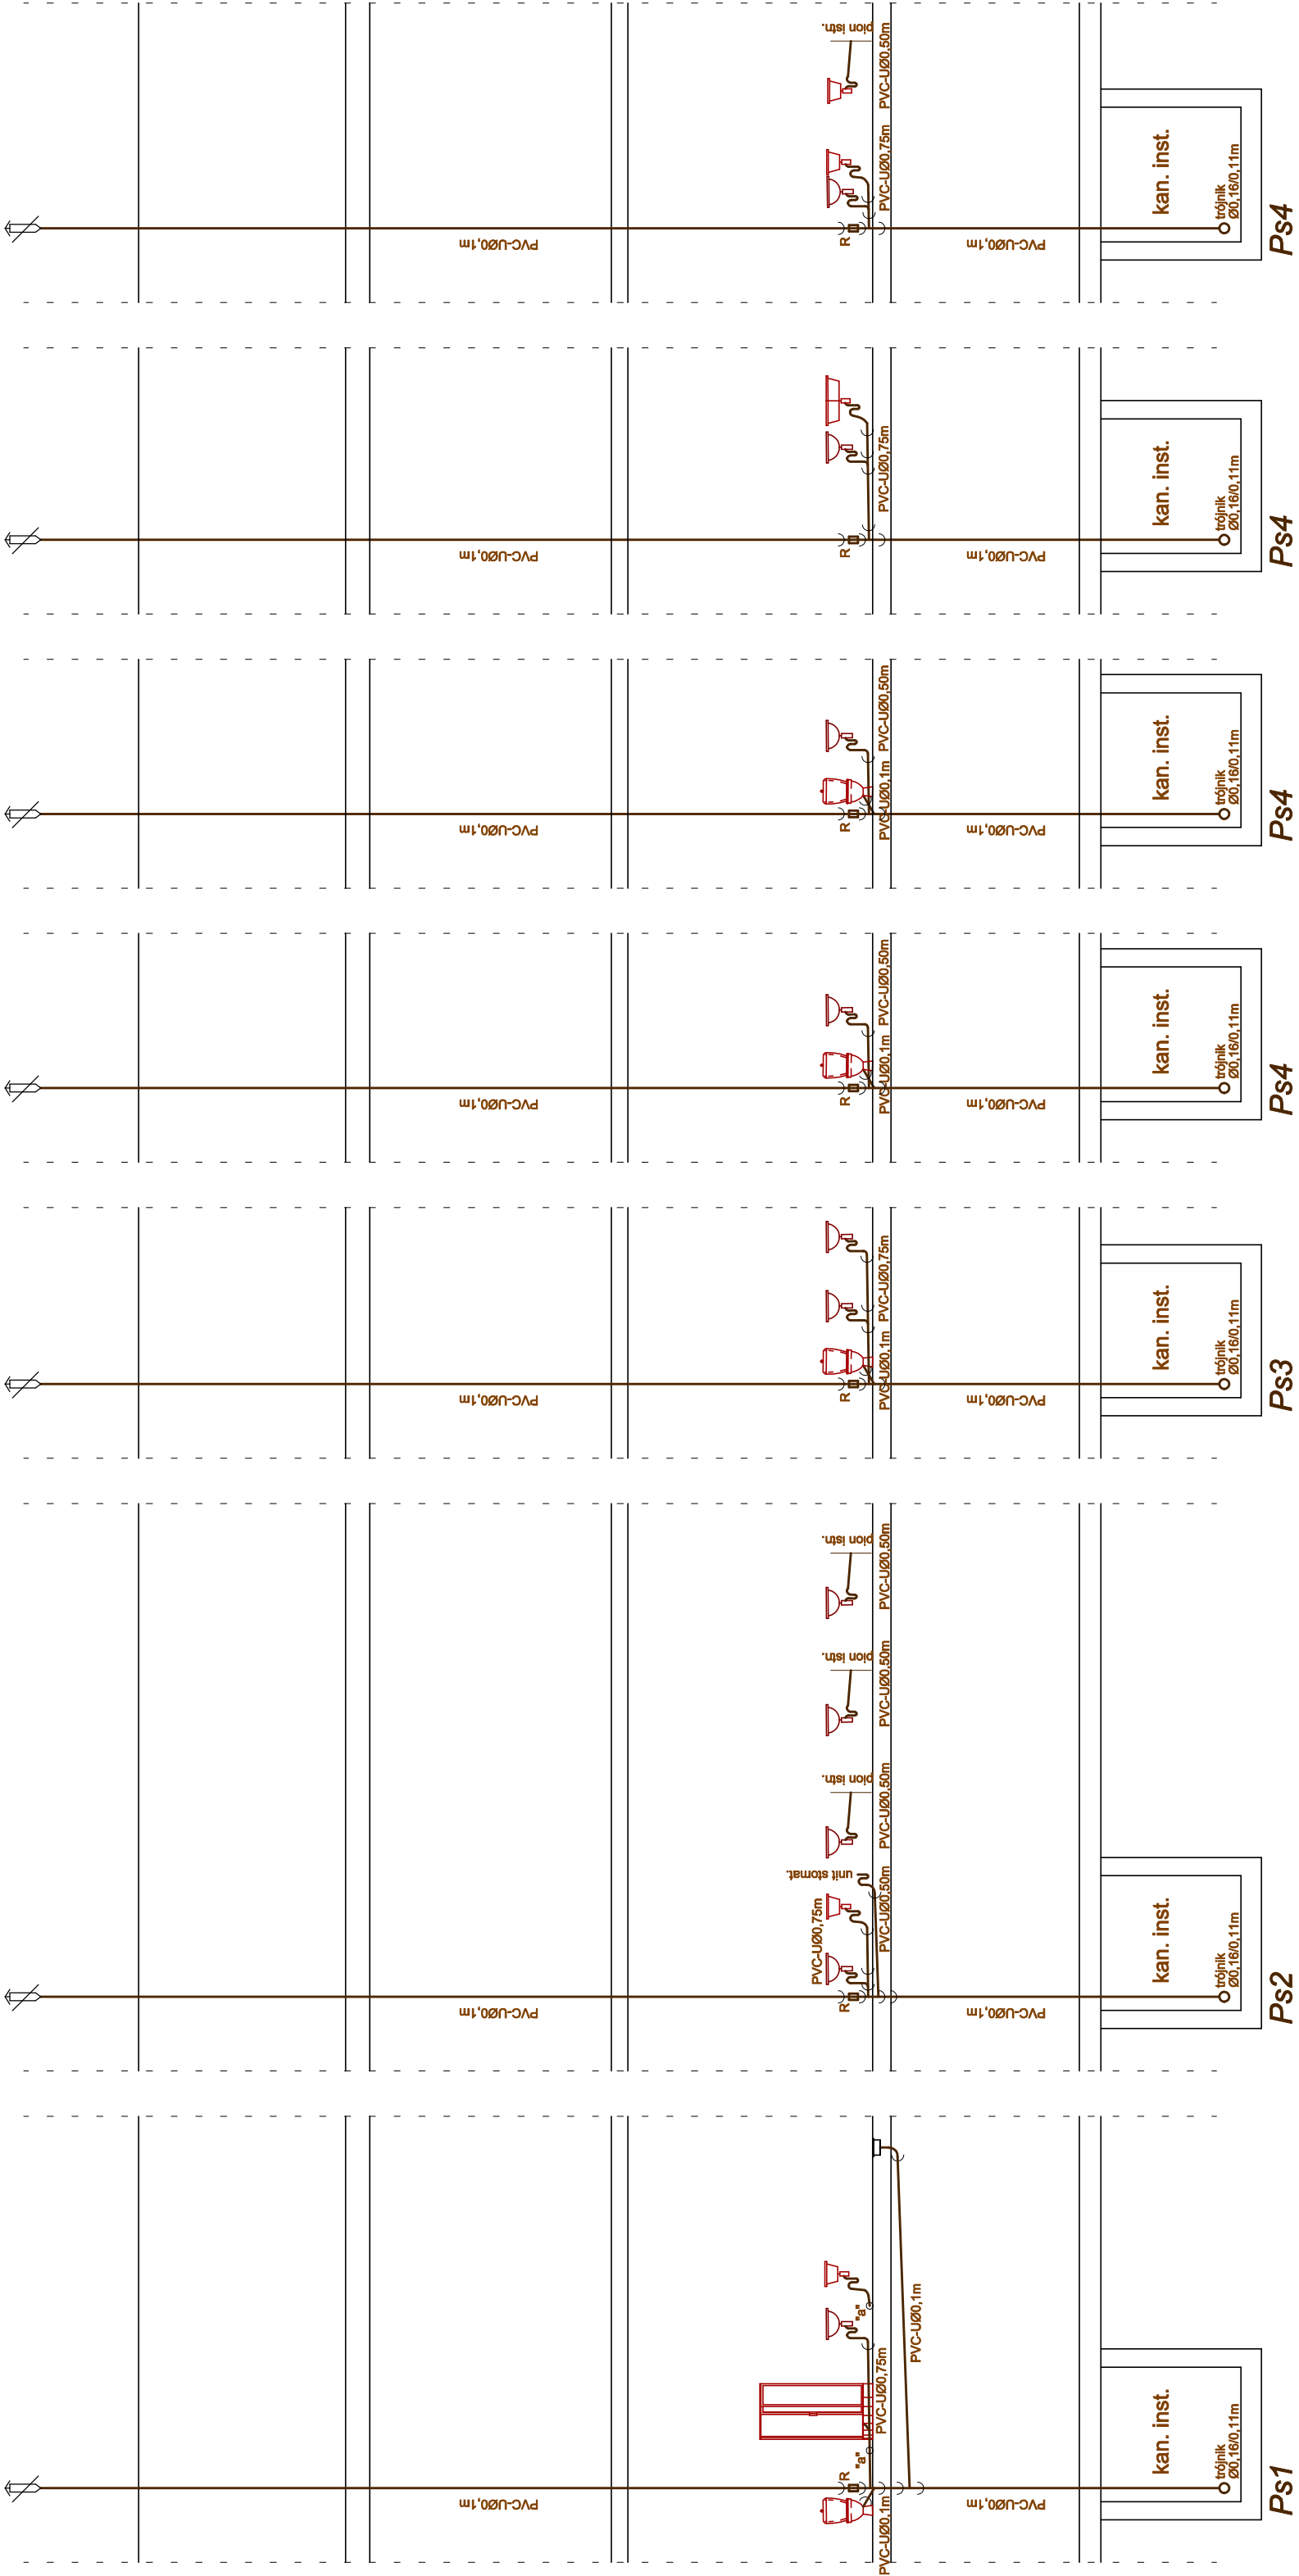 pion istn.
PVC-UØ0,50m
PVC-UØ0,75m
R
PVC-UØ0,1m
PVC-UØ0,1m
kan. inst.
trójnik
Ø0,16/0,11m
Ps4
PVC-UØ0,75m
R
PVC-UØ0,1m
PVC-UØ0,1m
kan. inst.
trójnik
Ø0,16/0,11m
Ps4
PVC-UØ0,50m
PVC-UØ0,1m
R
PVC-UØ0,1m
PVC-UØ0,1m
kan. inst.
trójnik
Ø0,16/0,11m
Ps4
PVC-UØ0,50m
PVC-UØ0,1m
R
PVC-UØ0,1m
PVC-UØ0,1m
kan. inst.
trójnik
Ø0,16/0,11m
Ps4
PVC-UØ0,75m
PVC-UØ0,1m
R
PVC-UØ0,1m
PVC-UØ0,1m
kan. inst.
trójnik
Ø0,16/0,11m
Ps3
pion istn.
PVC-UØ0,50m
pion istn.
PVC-UØ0,50m
pion istn.
PVC-UØ0,50m
unit stomat.
PVC-UØ0,50m
PVC-UØ0,75m
R
PVC-UØ0,1m
PVC-UØ0,1m
kan. inst.
trójnik
Ø0,16/0,11m
Ps2
"a"
PVC-UØ0,1m
PVC-UØ0,75m
"a"
R
PVC-UØ0,1m
PVC-UØ0,1m
PVC-UØ0,1m
kan. inst.
trójnik
Ø0,16/0,11m
Ps1